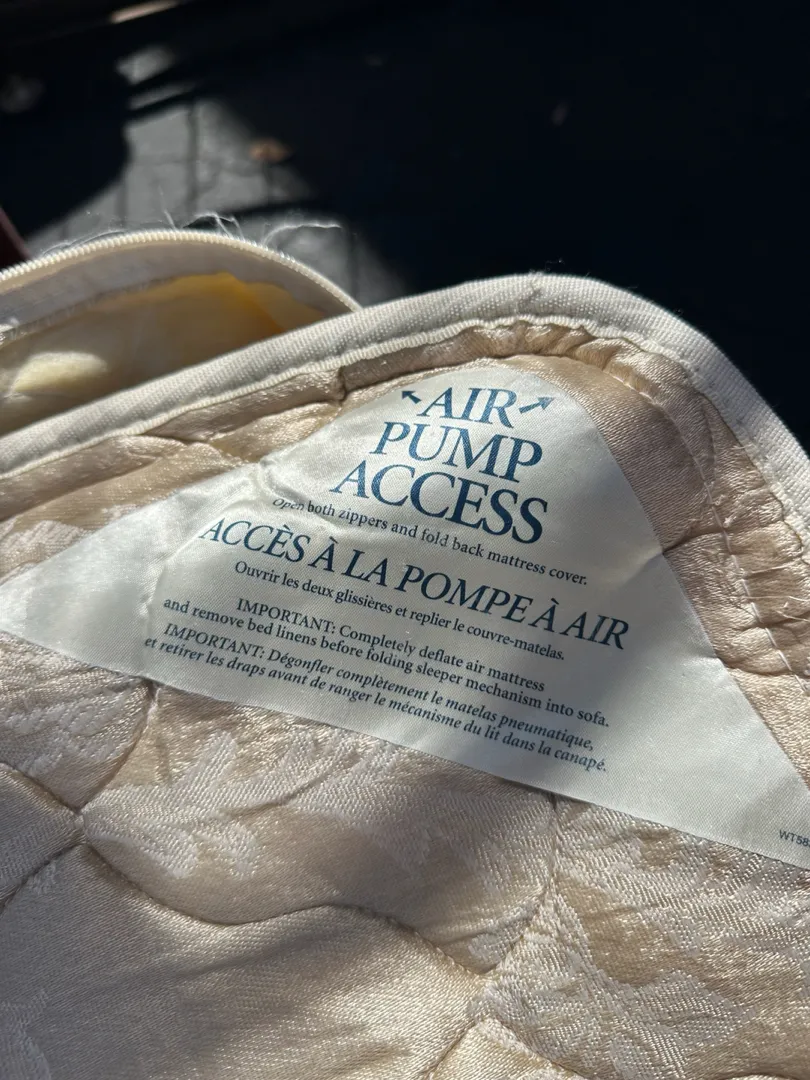 AIR
PUMP
ACCESS
Open both zippers and fold back mattress cover.
ACCÈS À LA POMPE À AIR
Ouvrir les deux glissières et replier le couvre-matelas.
IMPORTANT: Completely deflate air mattress
and remove bed linens before folding sleeper mechanism into sofa.
IMPORTANT: Dégonfler complètement le matelas pneumatique,
et retirer les draps avant de ranger le mécanisme du lit dans la canapé.